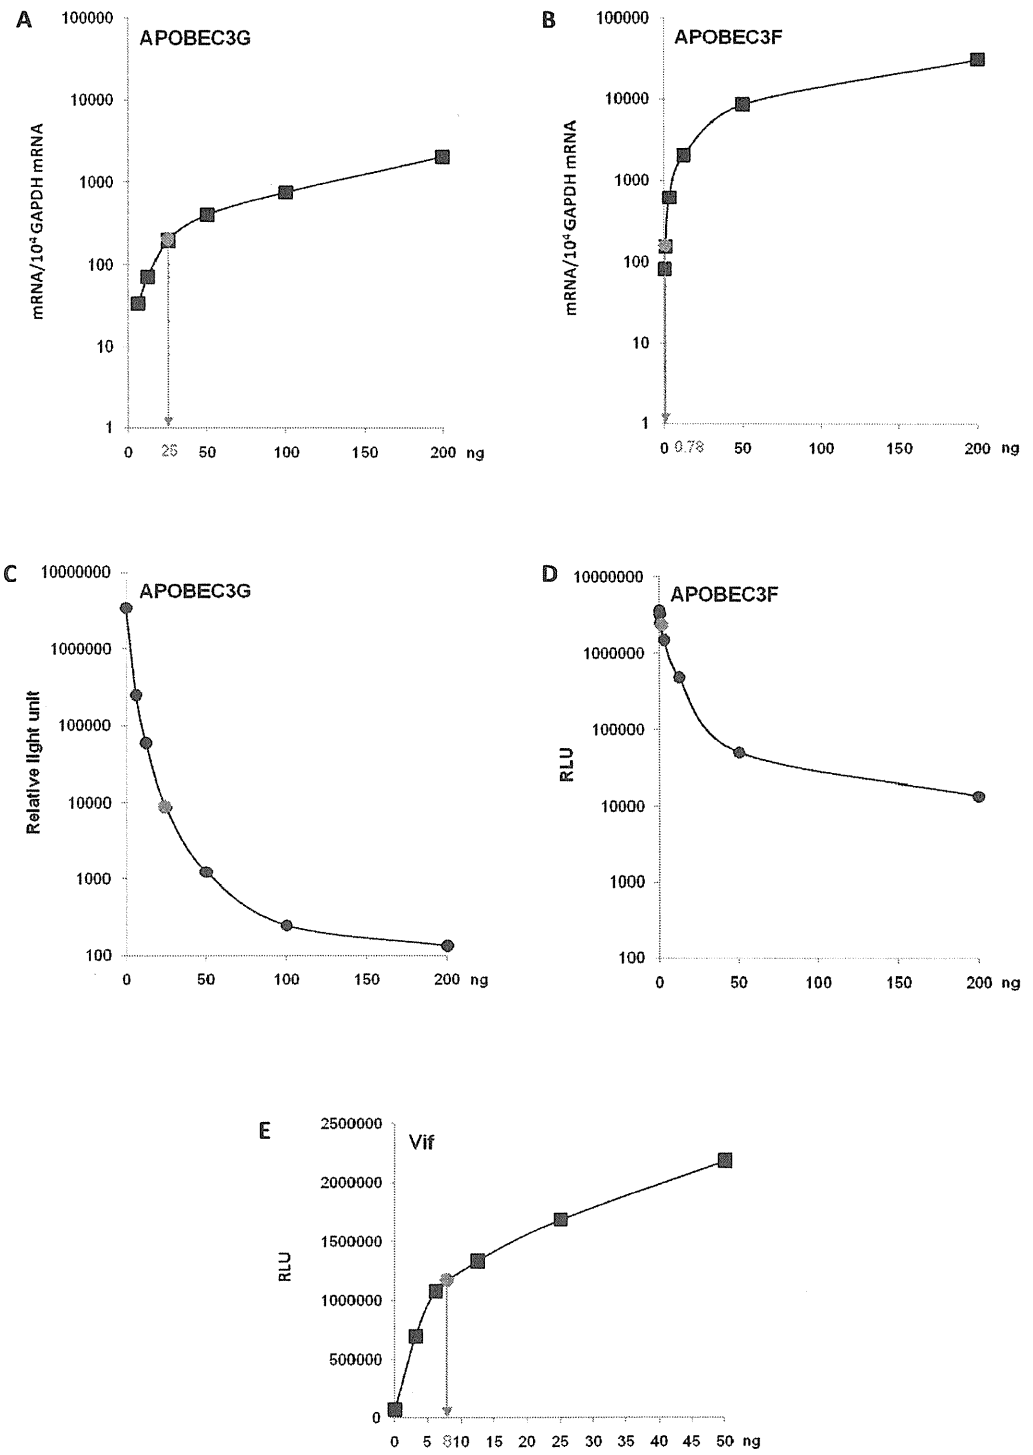 A
APOBEC3G
mRNA/10⁴ GAPDH mRNA
100000
10000
1000
100
10
1
0 25 50 100 150 200 ng
B
APOBEC3F
mRNA/10⁴ GAPDH mRNA
100000
10000
1000
100
10
1
0 0.78 50 100 150 200 ng
C
APOBEC3G
Relative light unit
10000000
1000000
100000
10000
1000
100
0 50 100 150 200 ng
D
APOBEC3F
RLU
10000000
1000000
100000
10000
1000
100
0 50 100 150 200 ng
E
Vif
RLU
2500000
2000000
1500000
1000000
500000
0
0 5 8 10 15 20 25 30 35 40 45 50 ng